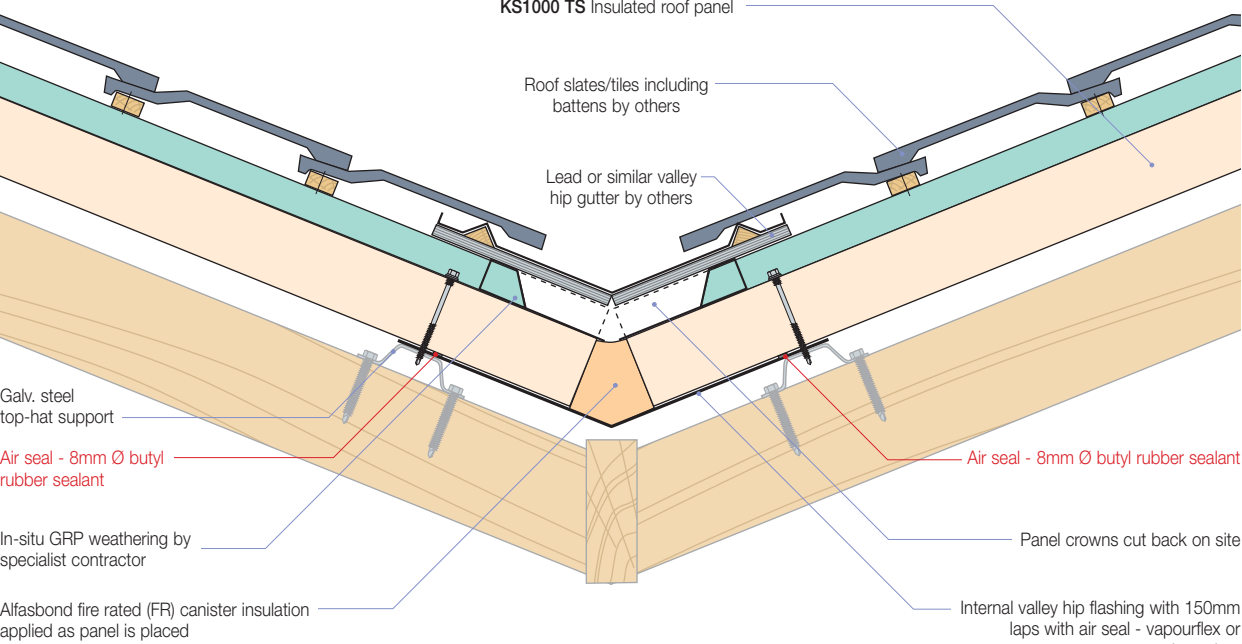 KS1000 TS Insulated roof panel
Roof slates/tiles including
battens by others
Lead or similar valley
hip gutter by others
Galv. steel
top-hat support
Air seal - 8mm Ø butyl
rubber sealant
Air seal - 8mm Ø butyl rubber sealant
In-situ GRP weathering by
specialist contractor
Panel crowns cut back on site
Alfasbond fire rated (FR) canister insulation
applied as panel is placed
Internal valley hip flashing with 150mm
laps with air seal - vapourflex or